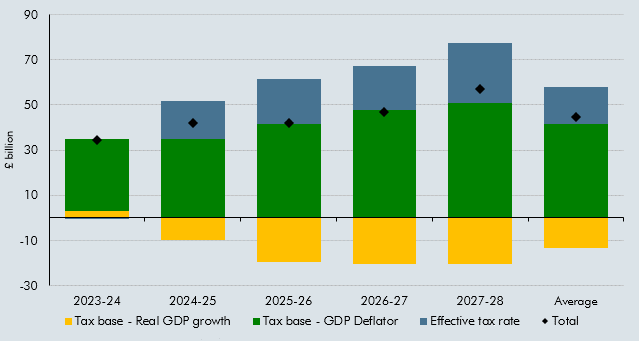 90
70
50
30
10
-10
-30
£ billion
2023-24 2024-25 2025-26 2026-27 2027-28 Average
Tax base - Real GDP growth Tax base - GDP Deflator Effective tax rate Total